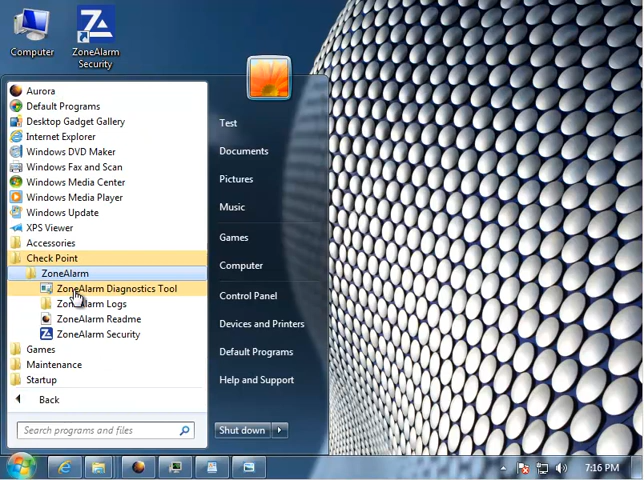 Computer
ZoneAlarm
Security
Aurora
Default Programs
Desktop Gadget Gallery
Internet Explorer
Windows DVD Maker
Windows Fax and Scan
Windows Media Center
Windows Media Player
Windows Update
XPS Viewer
Accessories
Check Point
ZoneAlarm
ZoneAlarm Diagnostics Tool
ZoneAlarm Logs
ZoneAlarm Readme
ZoneAlarm Security
Games
Maintenance
Startup
Back
Search programs and files
Test
Documents
Pictures
Music
Games
Computer
Control Panel
Devices and Printers
Default Programs
Help and Support
Shut down
7:16 PM